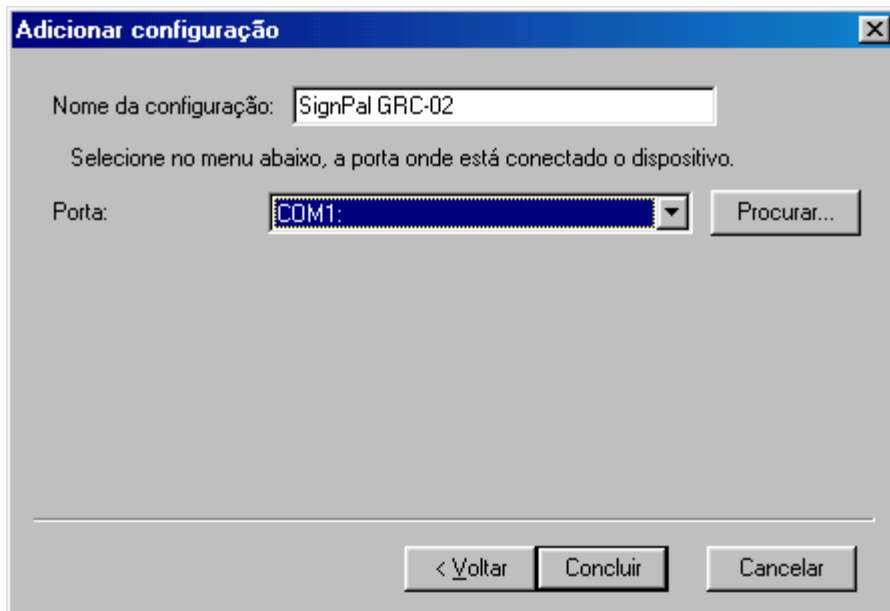 Adicionar configuração
Nome da configuração: SignPal GRC-02
Selecione no menu abaixo, a porta onde está conectado o dispositivo.
Porta: COM1: Procurar...
< Voltar Concluir Cancelar